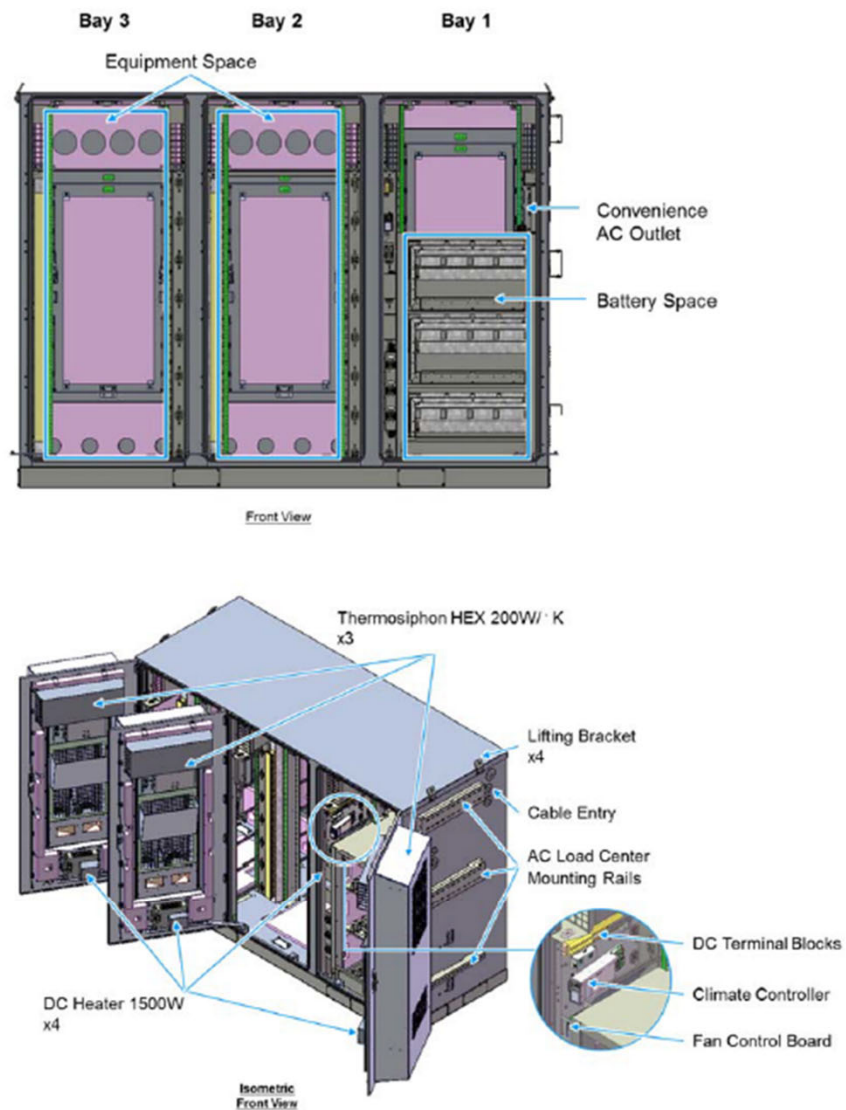 Bay 3 Bay 2 Bay 1
Equipment Space
Convenience
AC Outlet
Battery Space
Front View
Thermosiphon HEX 200W/°K
x3
Lifting Bracket
x4
Cable Entry
AC Load Center
Mounting Rails
DC Terminal Blocks
DC Heater 1500W
x4
Climate Controller
Fan Control Board
Isometric
Front View